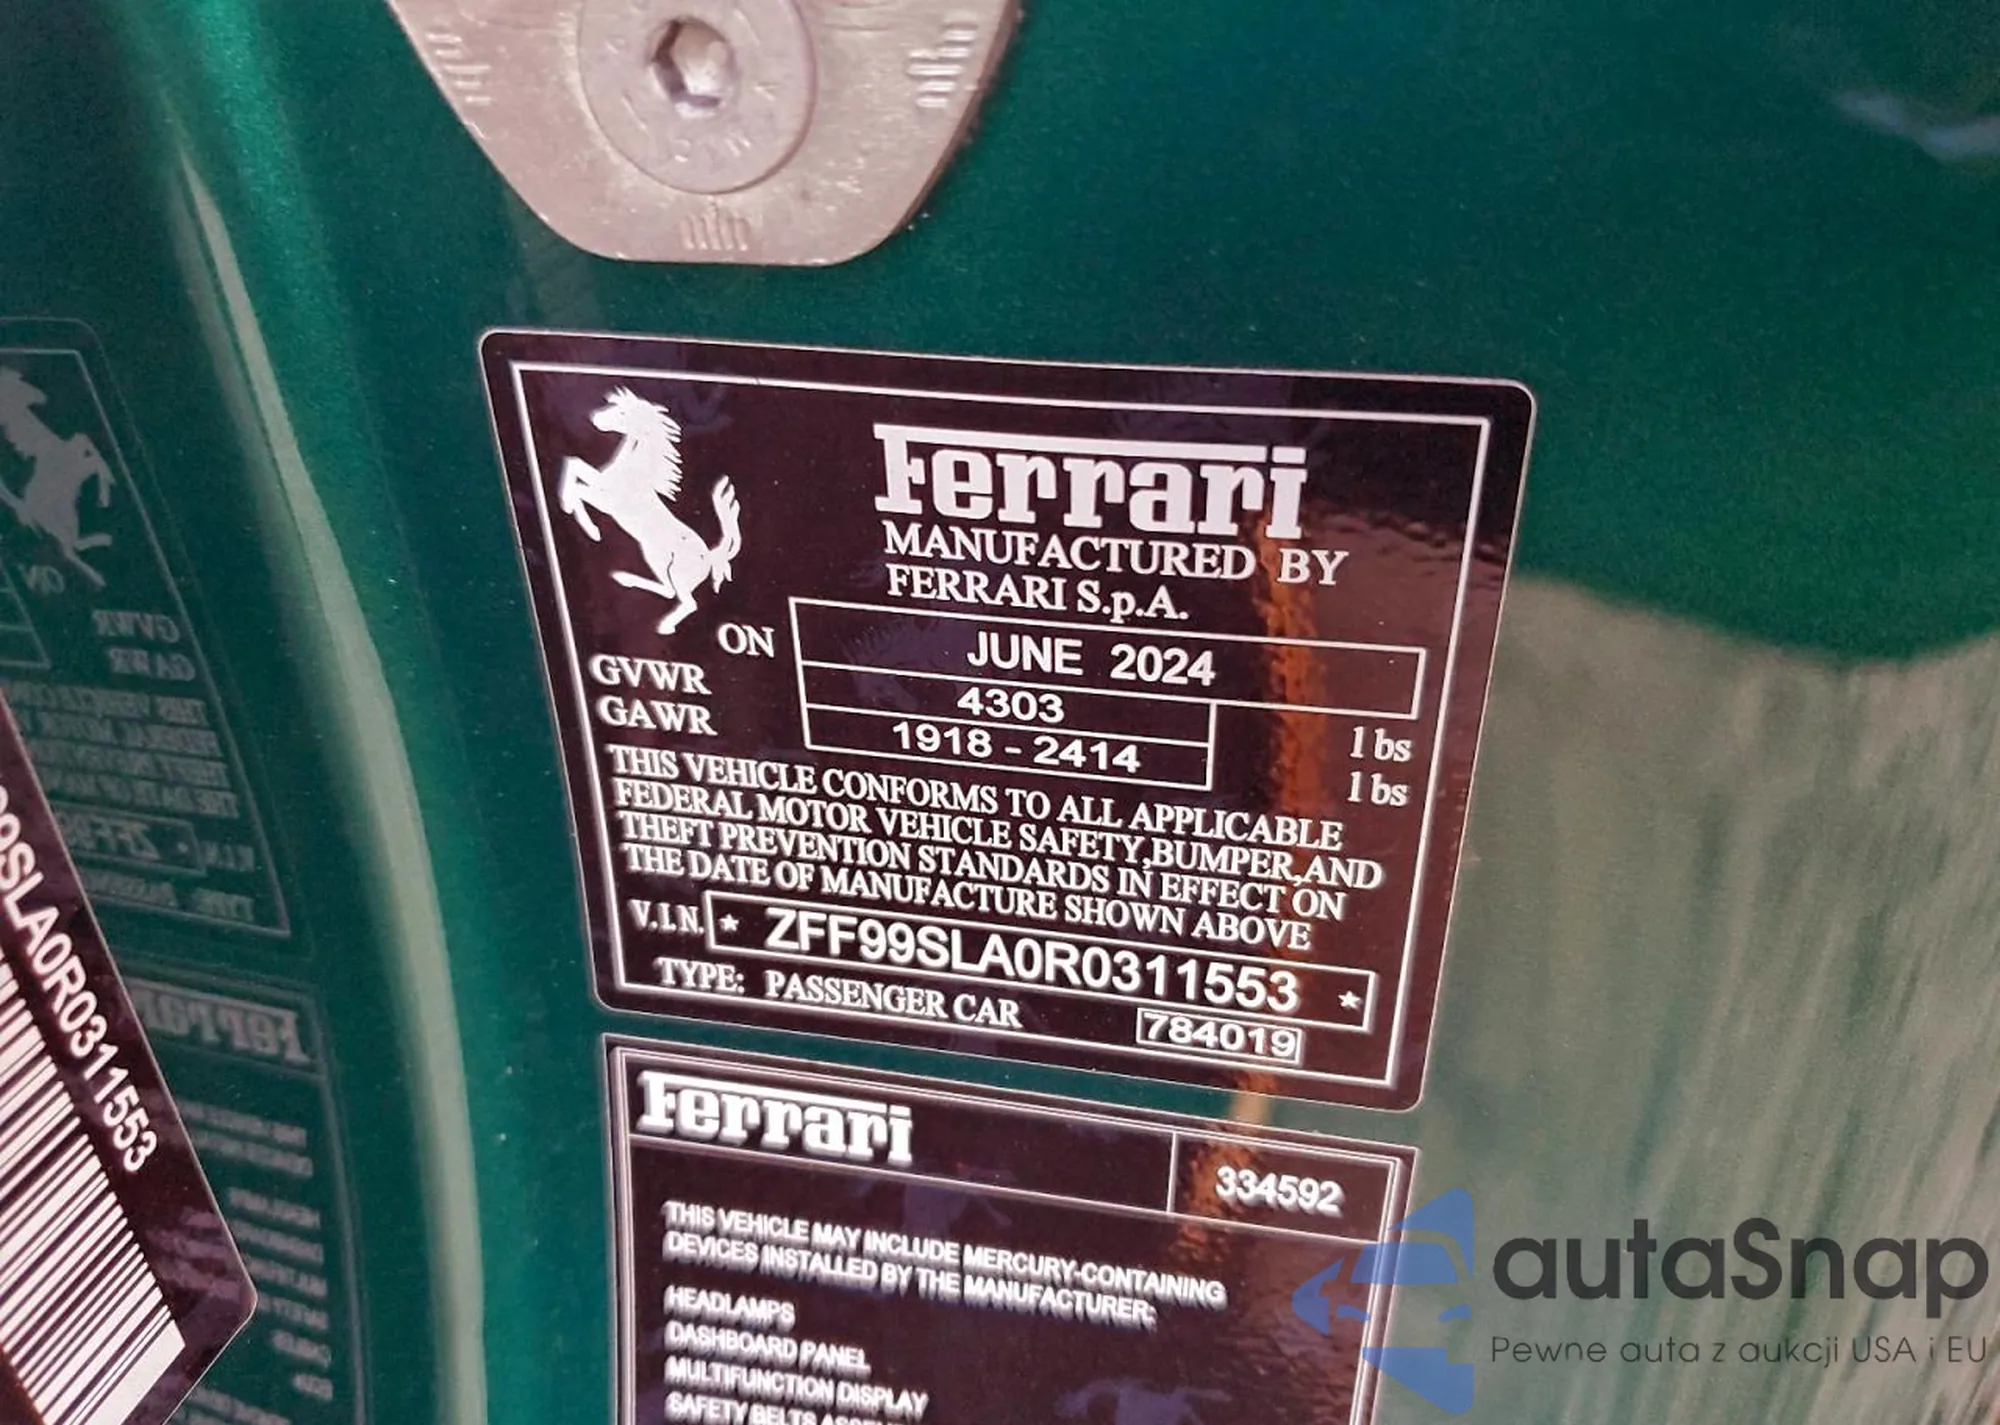 Ferrari
MANUFACTURED BY
FERRARI S.p.A.
ON JUNE 2024
GVWR 4303 lbs
GAWR 1918 - 2414 lbs
THIS VEHICLE CONFORMS TO ALL APPLICABLE
FEDERAL MOTOR VEHICLE SAFETY,BUMPER,AND
THEFT PREVENTION STANDARDS IN EFFECT ON
THE DATE OF MANUFACTURE SHOWN ABOVE
V.I.N. * ZFF99SLA0R0311553 *
TYPE: PASSENGER CAR 784019
Ferrari 334592
THIS VEHICLE MAY INCLUDE MERCURY-CONTAINING
DEVICES INSTALLED BY THE MANUFACTURER:
HEADLAMPS
DASHBOARD PANEL
MULTIFUNCTION DISPLAY
SAFETY BELTS
9SLA0R0311553
autaSnap
Pewne auta z aukcji USA i EU